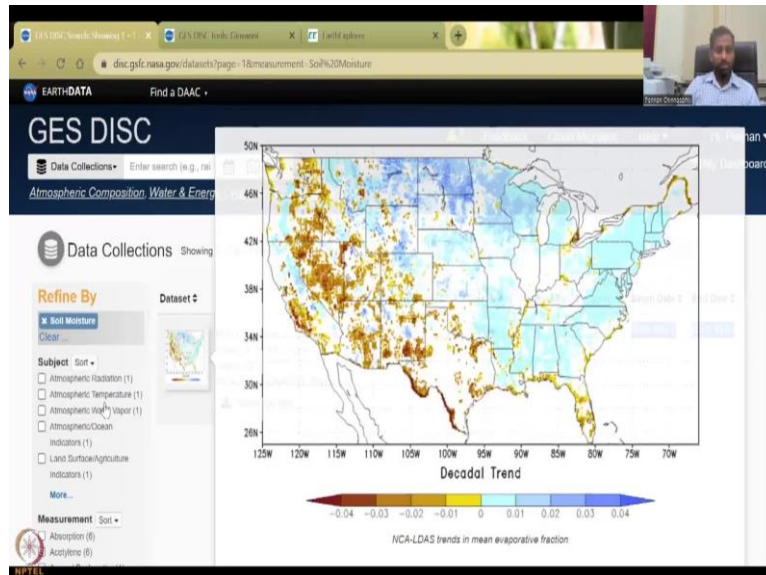 GES DISC Search: Showing 1 - 1
GES DISC Tools: Giovanni
EarthExplorer
disc.gsfc.nasa.gov/datasets?page=1&measurement=Soil%20Moisture
EARTHDATA
Find a DAAC
GES DISC
Data Collections
Enter search (e.g., rai
Atmospheric Composition, Water & Energ
Feedback
Help
Data Collections
Showing
Refine By
Dataset
Soil Moisture
Clear ...
Subject
Sort
Atmospheric Radiation (1)
Atmospheric Temperature (1)
Atmospheric Water Vapor (1)
Atmospheric/Ocean
Indicators (1)
Land Surface/Agriculture
Indicators (1)
More...
Measurement
Sort
Absorption (6)
Acetylene (6)
50N
46N
42N
38N
34N
30N
26N
125W 120W 115W 110W 105W 100W 95W 90W 85W 80W 75W 70W
Decadal Trend
-0.04 -0.03 -0.02 -0.01 0 0.01 0.02 0.03 0.04
NCA-LDAS trends in mean evaporative fraction
NPTEL